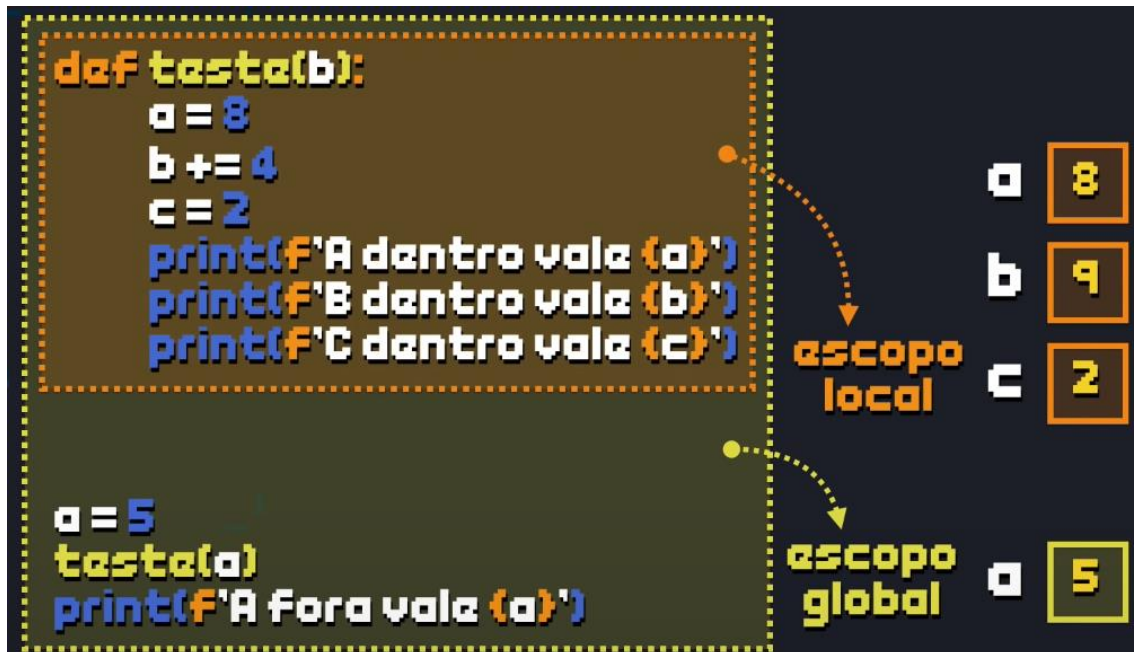 def teste(b):
a = 8
b += 4
c = 2
print(f'A dentro vale {a}')
print(f'B dentro vale {b}')
print(f'C dentro vale {c}')
a = 5
teste(a)
print(f'A fora vale {a}')
escopo
local
a 8
b 9
c 2
escopo
global
a 5